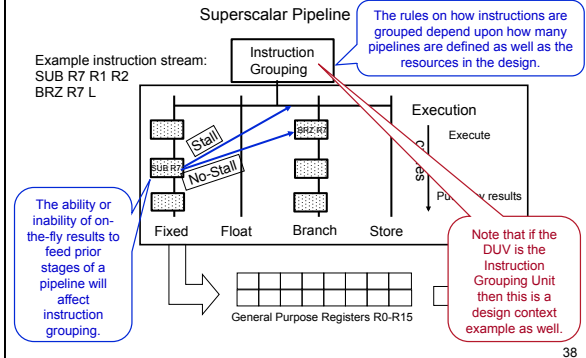 Superscalar Pipeline
The rules on how instructions are
grouped depend upon how many
pipelines are defined as well as the
resources in the design.
Example instruction stream:
SUB R7 R1 R2
BRZ R7 L
Instruction
Grouping
Execution
Execute
BRZ R7
Stall
SUB R7
No-Stall
results
The ability or
inability of on-
the-fly results to
feed prior
stages of a
pipeline will
affect
instruction
grouping.
Fixed Float Branch Store
Note that if the
DUV is the
Instruction
Grouping Unit
then this is a
design context
example as well.
General Purpose Registers R0-R15
38